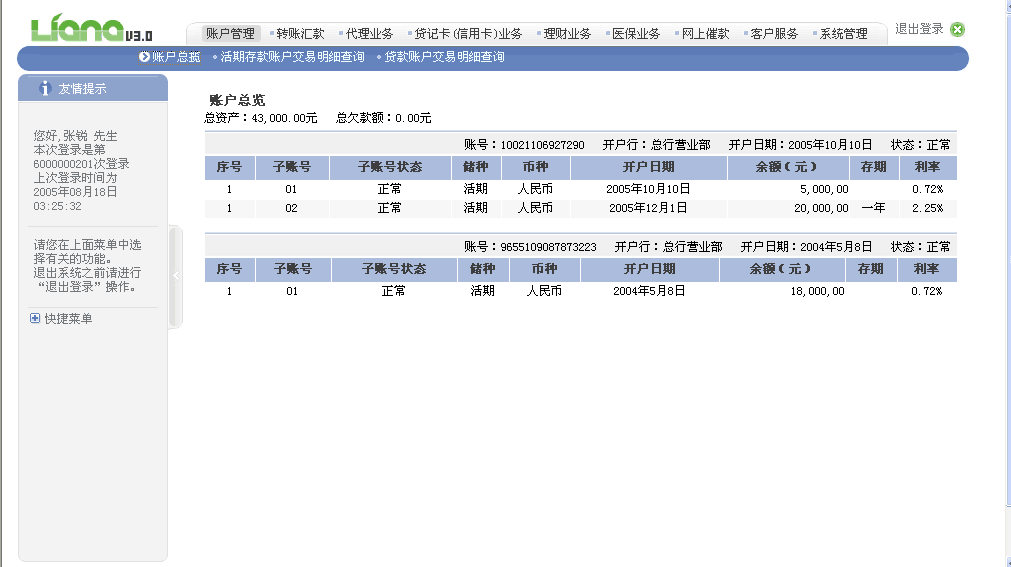 Liana V3.0
账户管理 转账汇款 代理业务 贷记卡(信用卡)业务 理财业务 医保业务 网上催款 客户服务 系统管理 退出登录
账户总览 活期存款账户交易明细查询 贷款账户交易明细查询
友情提示
您好,张锐 先生
本次登录是第
6000000201次登录
上次登录时间为
2005年08月18日
03:25:32
请您在上面菜单中选
择有关的功能。
退出系统之前请进行
“退出登录”操作。
快捷菜单
账户总览
总资产：43,000.00元 总欠款额：0.00元
账号：10021106927290 开户行：总行营业部 开户日期：2005年10月10日 状态：正常
序号 子账号 子账号状态 储种 币种 开户日期 余额（元） 存期 利率
1 01 正常 活期 人民币 2005年10月10日 5,000,00 0.72%
1 02 正常 活期 人民币 2005年12月1日 20,000,00 一年 2.25%
账号：9655109087873223 开户行：总行营业部 开户日期：2004年5月8日 状态：正常
序号 子账号 子账号状态 储种 币种 开户日期 余额（元） 存期 利率
1 01 正常 活期 人民币 2004年5月8日 18,000,00 0.72%